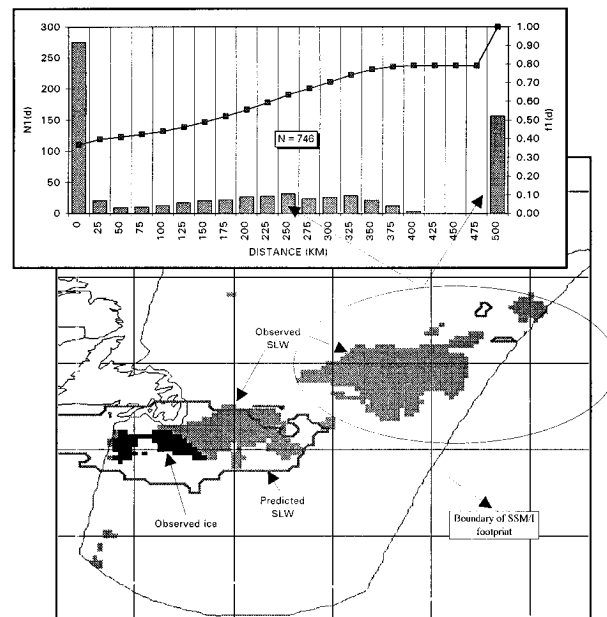 300
250
200
150
100
50
0
N1(d)
1.00
0.90
0.80
0.70
0.60
0.50
0.40
0.30
0.20
0.10
0.00
f1(d)
N = 746
0 25 50 75 100 125 150 175 200 225 250 275 300 325 350 375 400 425 450 475 500
DISTANCE (KM)
Observed
SLW
Observed ice
Predicted
SLW
Boundary of SSM/I
footprint